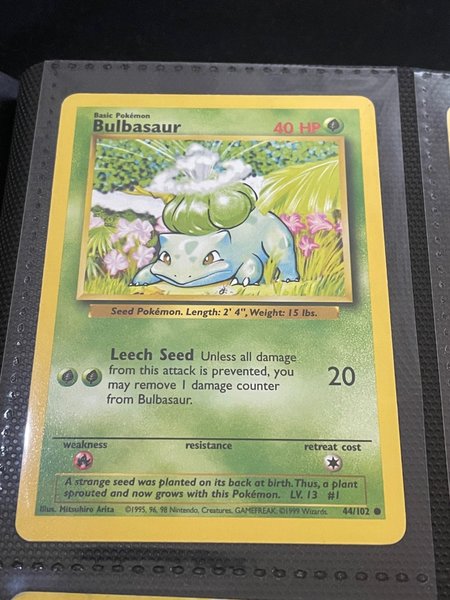 Basic Pokémon
Bulbasaur 40 HP
Seed Pokémon. Length: 2' 4", Weight: 15 lbs.
Leech Seed Unless all damage
from this attack is prevented, you
may remove 1 damage counter
from Bulbasaur.
20
weakness resistance retreat cost
A strange seed was planted on its back at birth. Thus, a plant
sprouted and now grows with this Pokémon. LV. 13 #1
Illus. Mitsuhiro Arita ©1995, 96, 98 Nintendo, Creatures, GAMEFREAK. ©1999 Wizards. 44/102